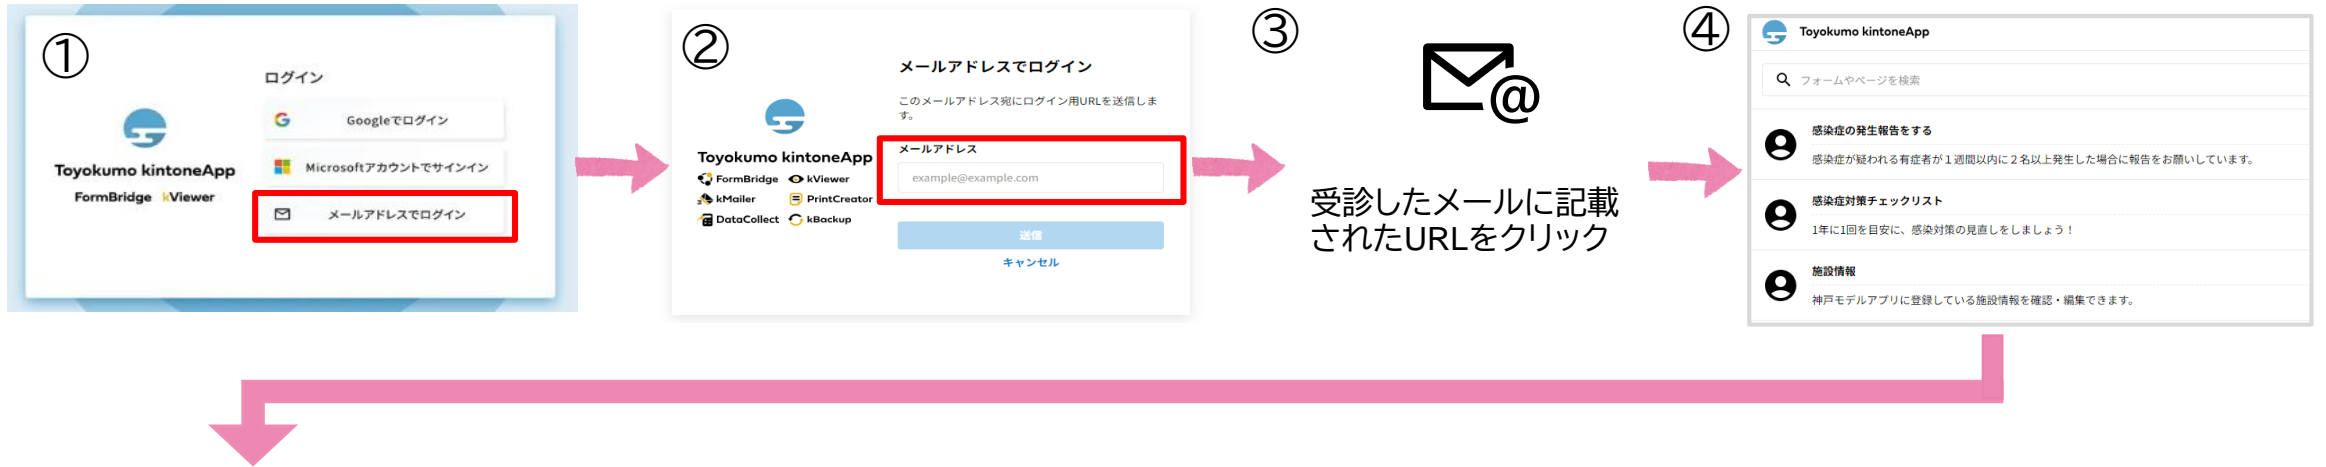 ①
ログイン
Googleでログイン
Microsoftアカウントでサインイン
メールアドレスでログイン
Toyokumo kintoneApp
FormBridge kViewer
②
メールアドレスでログイン
このメールアドレス宛にログイン用URLを送信しま
す。
メールアドレス
example@example.com
送信
キャンセル
Toyokumo kintoneApp
FormBridge kViewer
kMailer PrintCreator
DataCollect kBackup
③
@
受診したメールに記載
されたURLをクリック
④
Toyokumo kintoneApp
フォームやページを検索
感染症の発生報告をする
感染症が疑われる有症者が１週間以内に２名以上発生した場合に報告をお願いしています。
感染症対策チェックリスト
1年に1回を目安に、感染対策の見直しをしましょう！
施設情報
神戸モデルアプリに登録している施設情報を確認・編集できます。